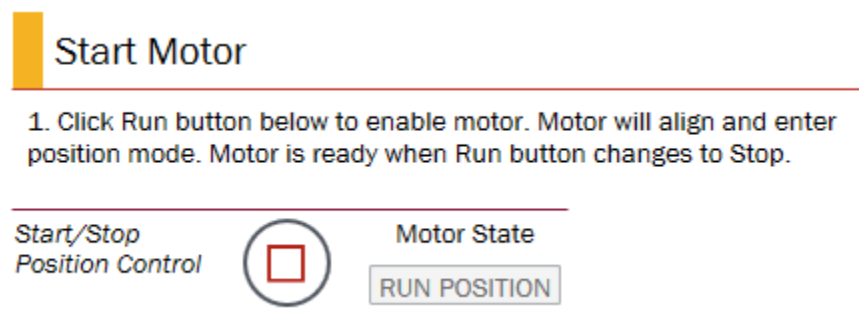 Start Motor
1. Click Run button below to enable motor. Motor will align and enter
position mode. Motor is ready when Run button changes to Stop.
Start/Stop
Position Control
Motor State
RUN POSITION